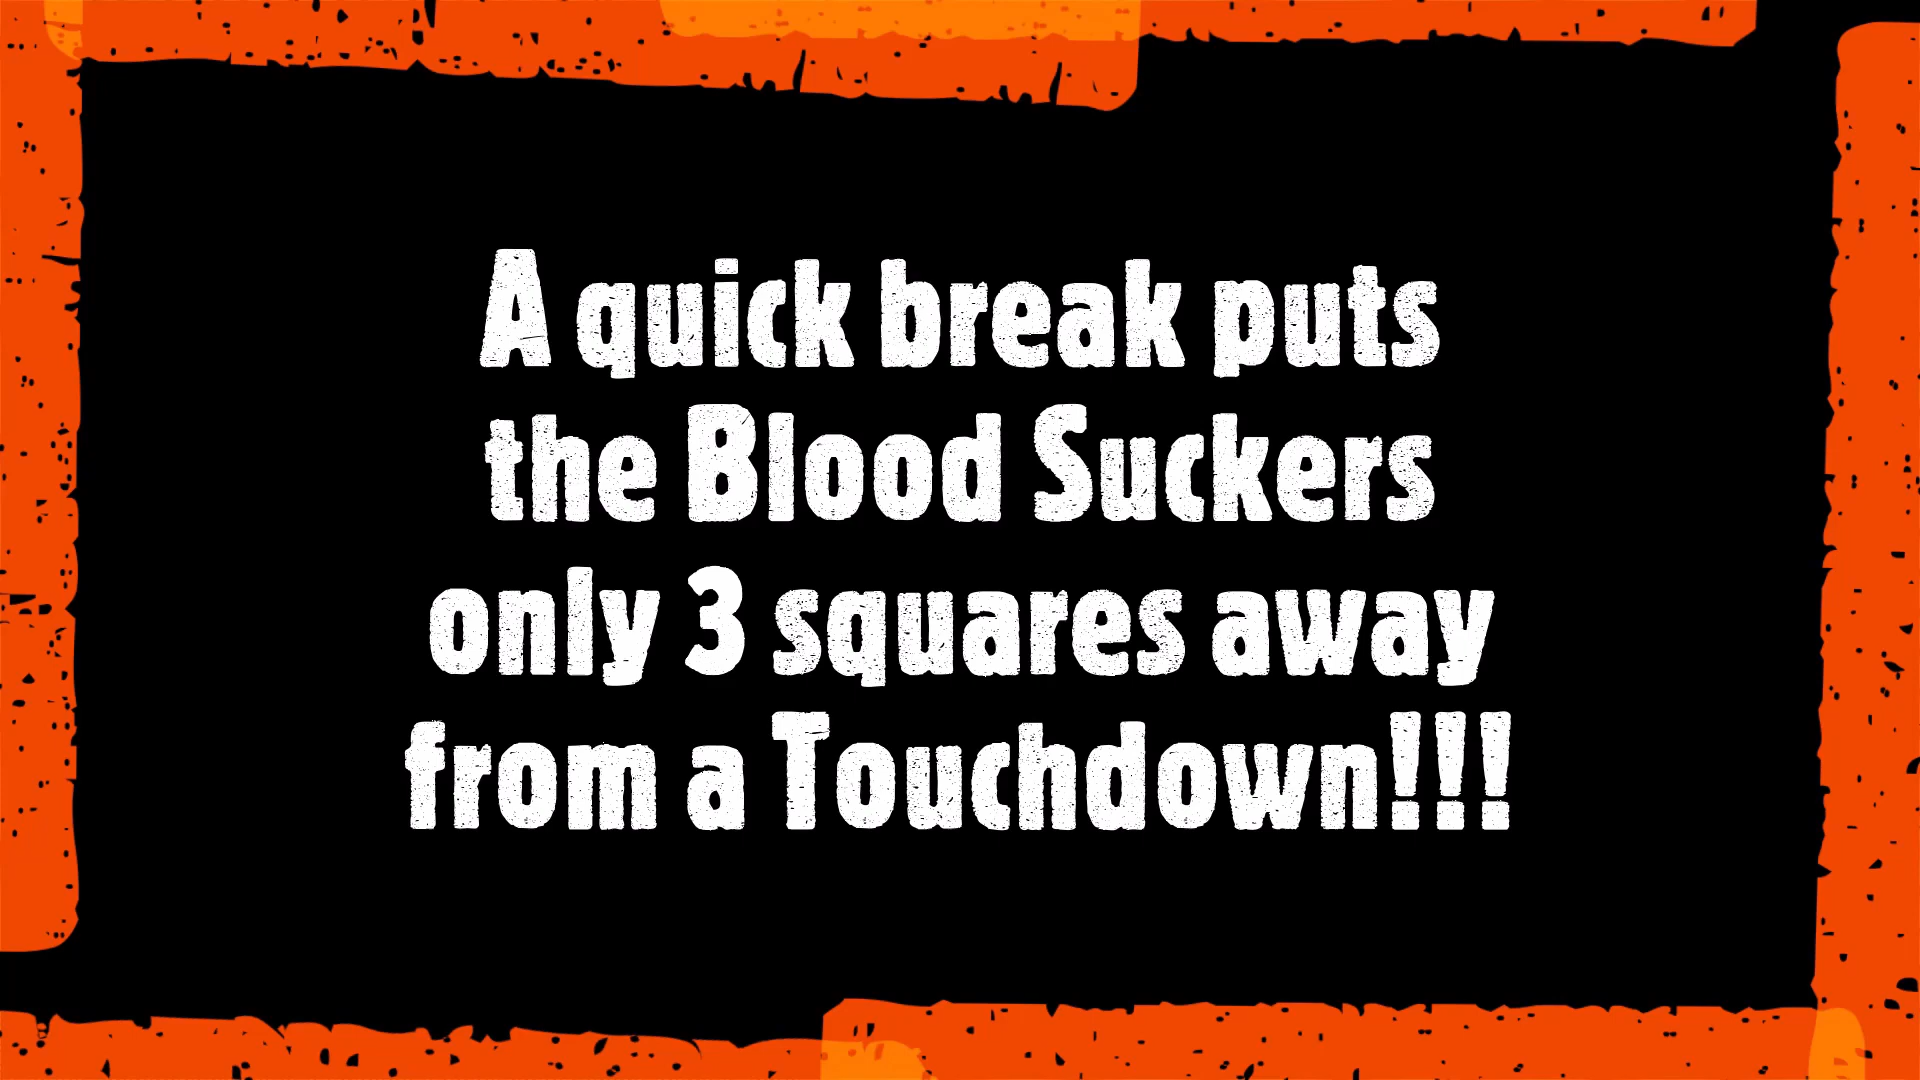 A quick break puts
the Blood Suckers
only 3 squares away
from a Touchdown!!!